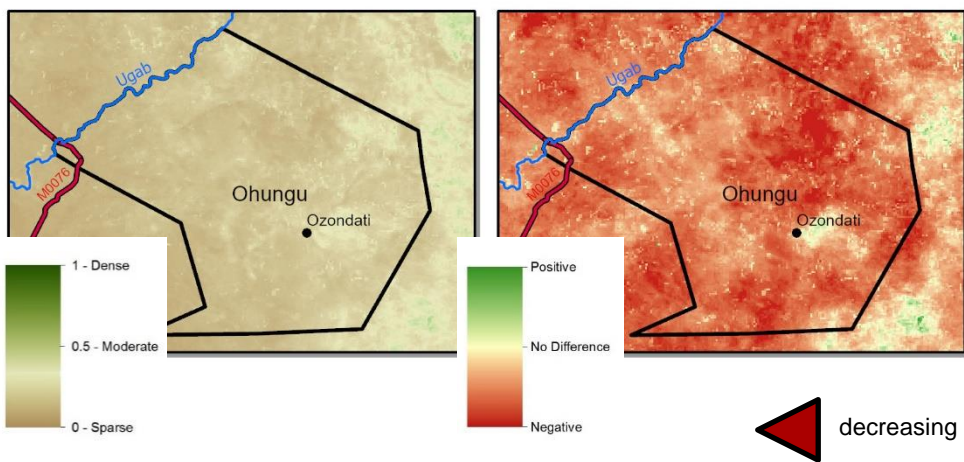 Ugab
M0076
Ohungu
Ozondati
1 - Dense
0.5 - Moderate
0 - Sparse
Ugab
M0076
Ohungu
Ozondati
Positive
No Difference
Negative
decreasing